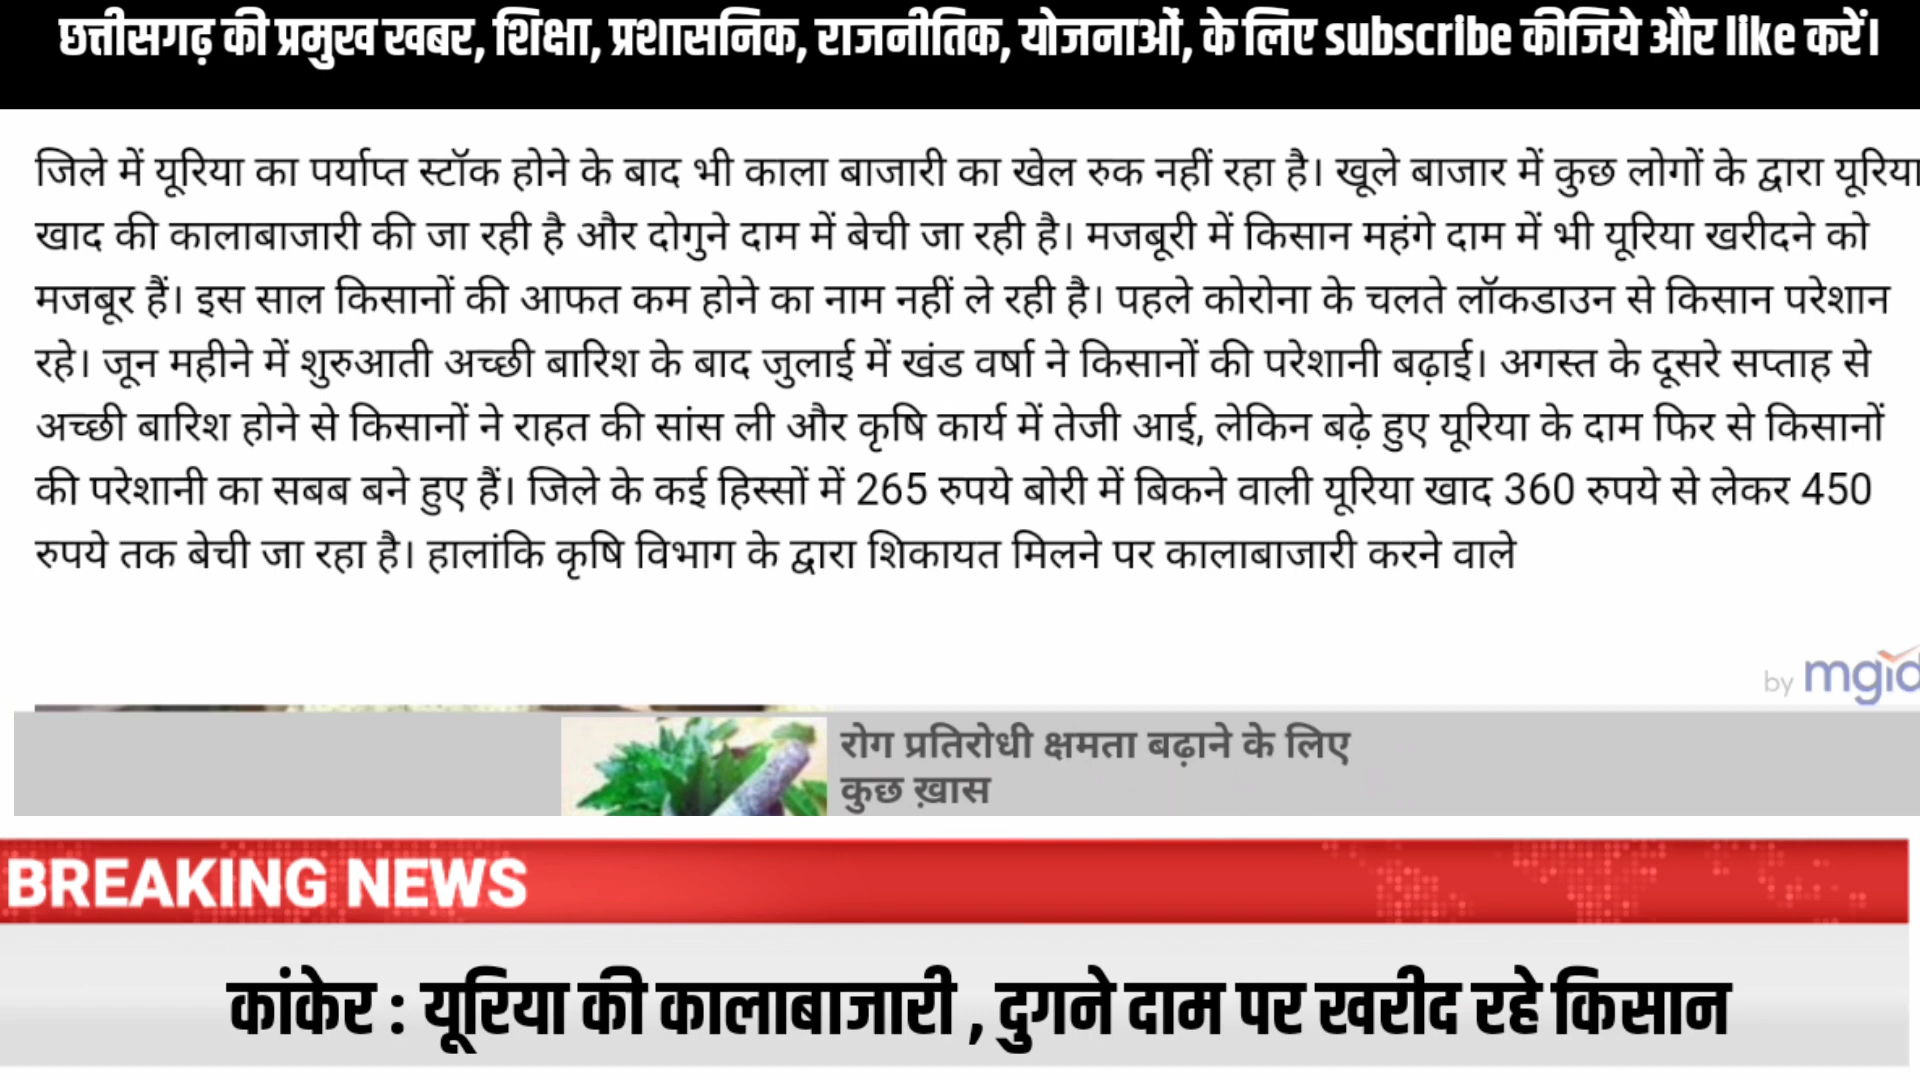 छत्तीसगढ़ की प्रमुख खबर, शिक्षा, प्रशासनिक, राजनीतिक, योजनाओं, के लिए subscribe कीजिये और like करें।
जिले में यूरिया का पर्याप्त स्टॉक होने के बाद भी काला बाजारी का खेल रुक नहीं रहा है। खूले बाजार में कुछ लोगों के द्वारा यूरिया
खाद की कालाबाजारी की जा रही है और दोगुने दाम में बेची जा रही है। मजबूरी में किसान महंगे दाम में भी यूरिया खरीदने को
मजबूर हैं। इस साल किसानों की आफत कम होने का नाम नहीं ले रही है। पहले कोरोना के चलते लॉकडाउन से किसान परेशान
रहे। जून महीने में शुरुआती अच्छी बारिश के बाद जुलाई में खंड वर्षा ने किसानों की परेशानी बढ़ाई। अगस्त के दूसरे सप्ताह से
अच्छी बारिश होने से किसानों ने राहत की सांस ली और कृषि कार्य में तेजी आई, लेकिन बढ़े हुए यूरिया के दाम फिर से किसानों
की परेशानी का सबब बने हुए हैं। जिले के कई हिस्सों में 265 रुपये बोरी में बिकने वाली यूरिया खाद 360 रुपये से लेकर 450
रुपये तक बेची जा रहा है। हालांकि कृषि विभाग के द्वारा शिकायत मिलने पर कालाबाजारी करने वाले
by mgid
रोग प्रतिरोधी क्षमता बढ़ाने के लिए
कुछ ख़ास
BREAKING NEWS
कांकेर : यूरिया की कालाबाजारी , दुगने दाम पर खरीद रहे किसान